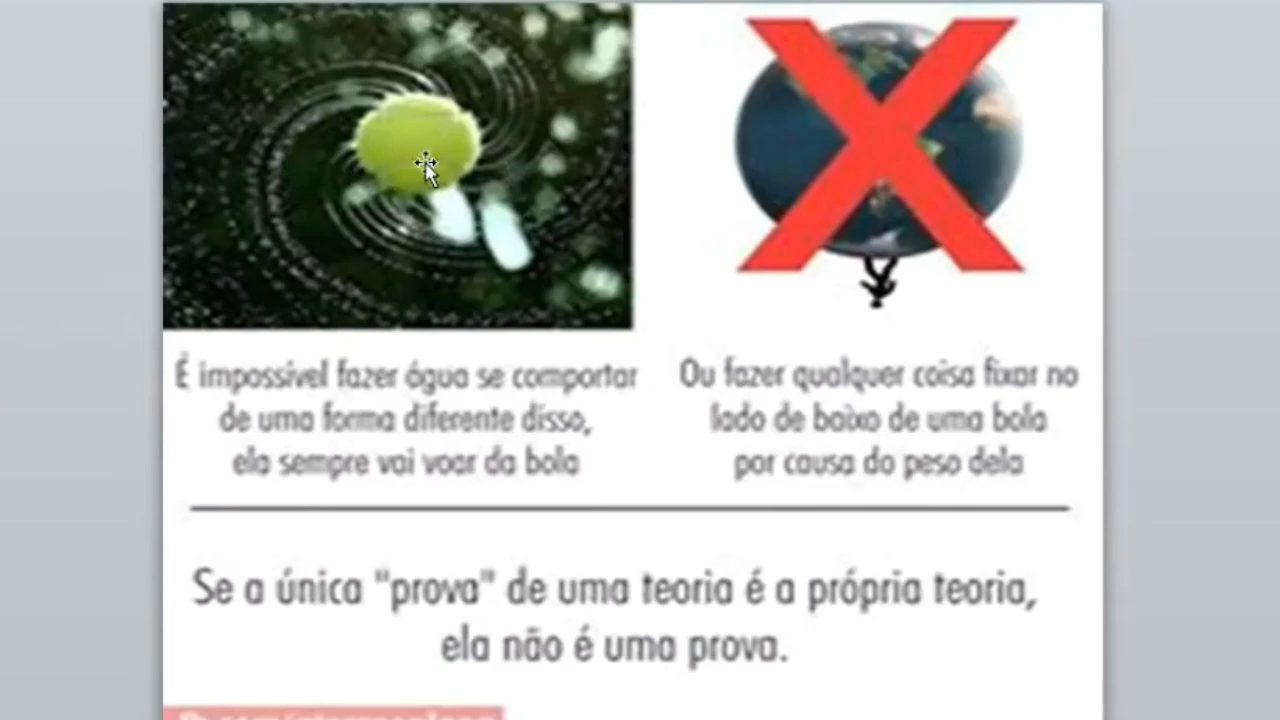 É impossível fazer água se comportar
de uma forma diferente disso,
ela sempre vai voar da bola
Ou fazer qualquer coisa fixar no
lado de baixo de uma bola
por causa do peso dela
Se a única "prova" de uma teoria é a própria teoria,
ela não é uma prova.